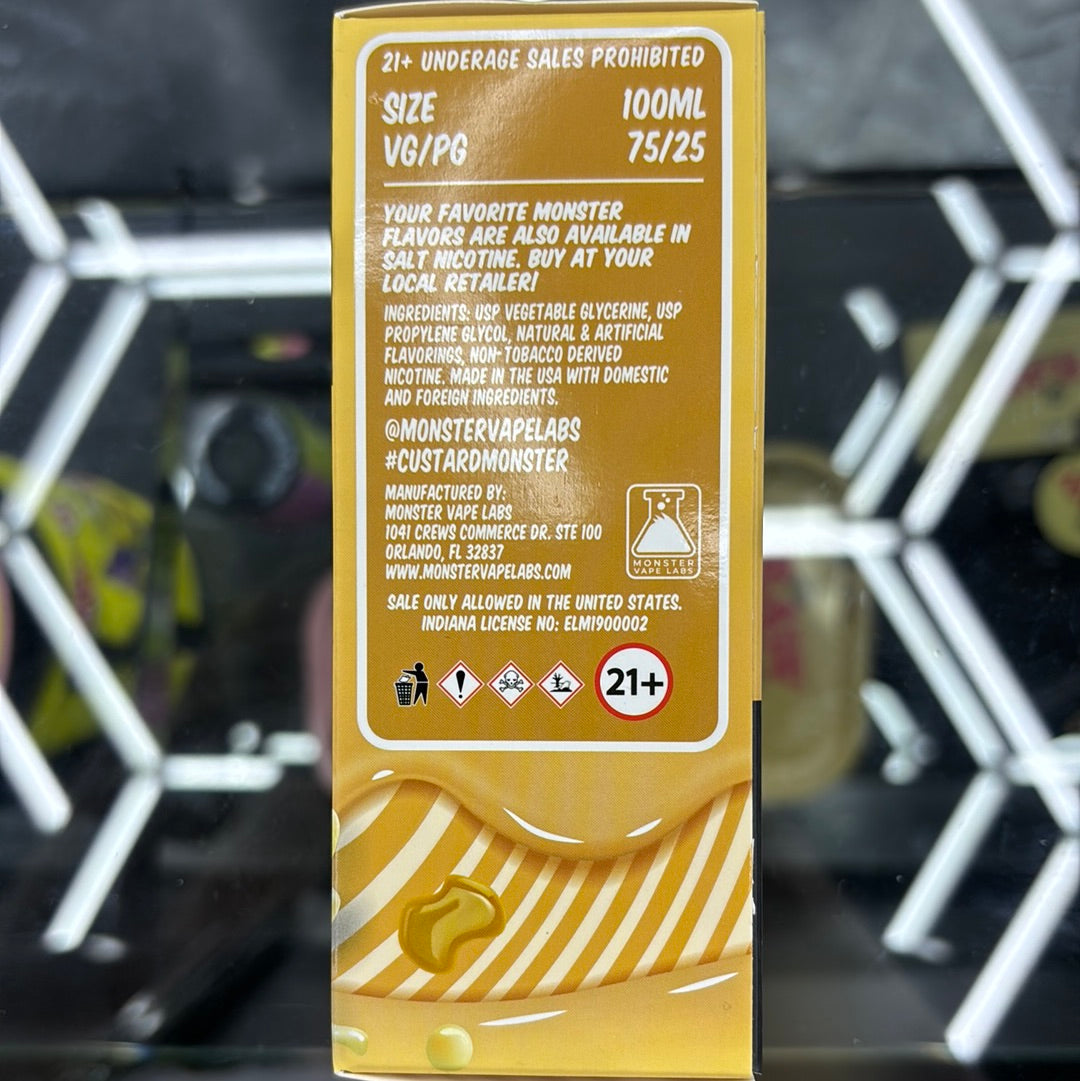 21+ UNDERAGE SALES PROHIBITED
SIZE 100ML
VG/PG 75/25
YOUR FAVORITE MONSTER
FLAVORS ARE ALSO AVAILABLE IN
SALT NICOTINE. BUY AT YOUR
LOCAL RETAILER!
INGREDIENTS: USP VEGETABLE GLYCERINE, USP
PROPYLENE GLYCOL, NATURAL & ARTIFICIAL
FLAVORINGS, NON-TOBACCO DERIVED
NICOTINE. MADE IN THE USA WITH DOMESTIC
AND FOREIGN INGREDIENTS.
@MONSTERVAPELABS
#CUSTARDMONSTER
MANUFACTURED BY:
MONSTER VAPE LABS
1041 CREWS COMMERCE DR. STE 100
ORLANDO, FL 32837
WWW.MONSTERVAPELABS.COM
MONSTER
VAPE LABS
SALE ONLY ALLOWED IN THE UNITED STATES.
INDIANA LICENSE NO: ELM1900002
21+